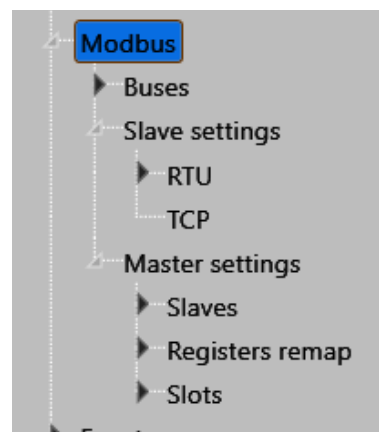 Modbus
Buses
Slave settings
RTU
TCP
Master settings
Slaves
Registers remap
Slots